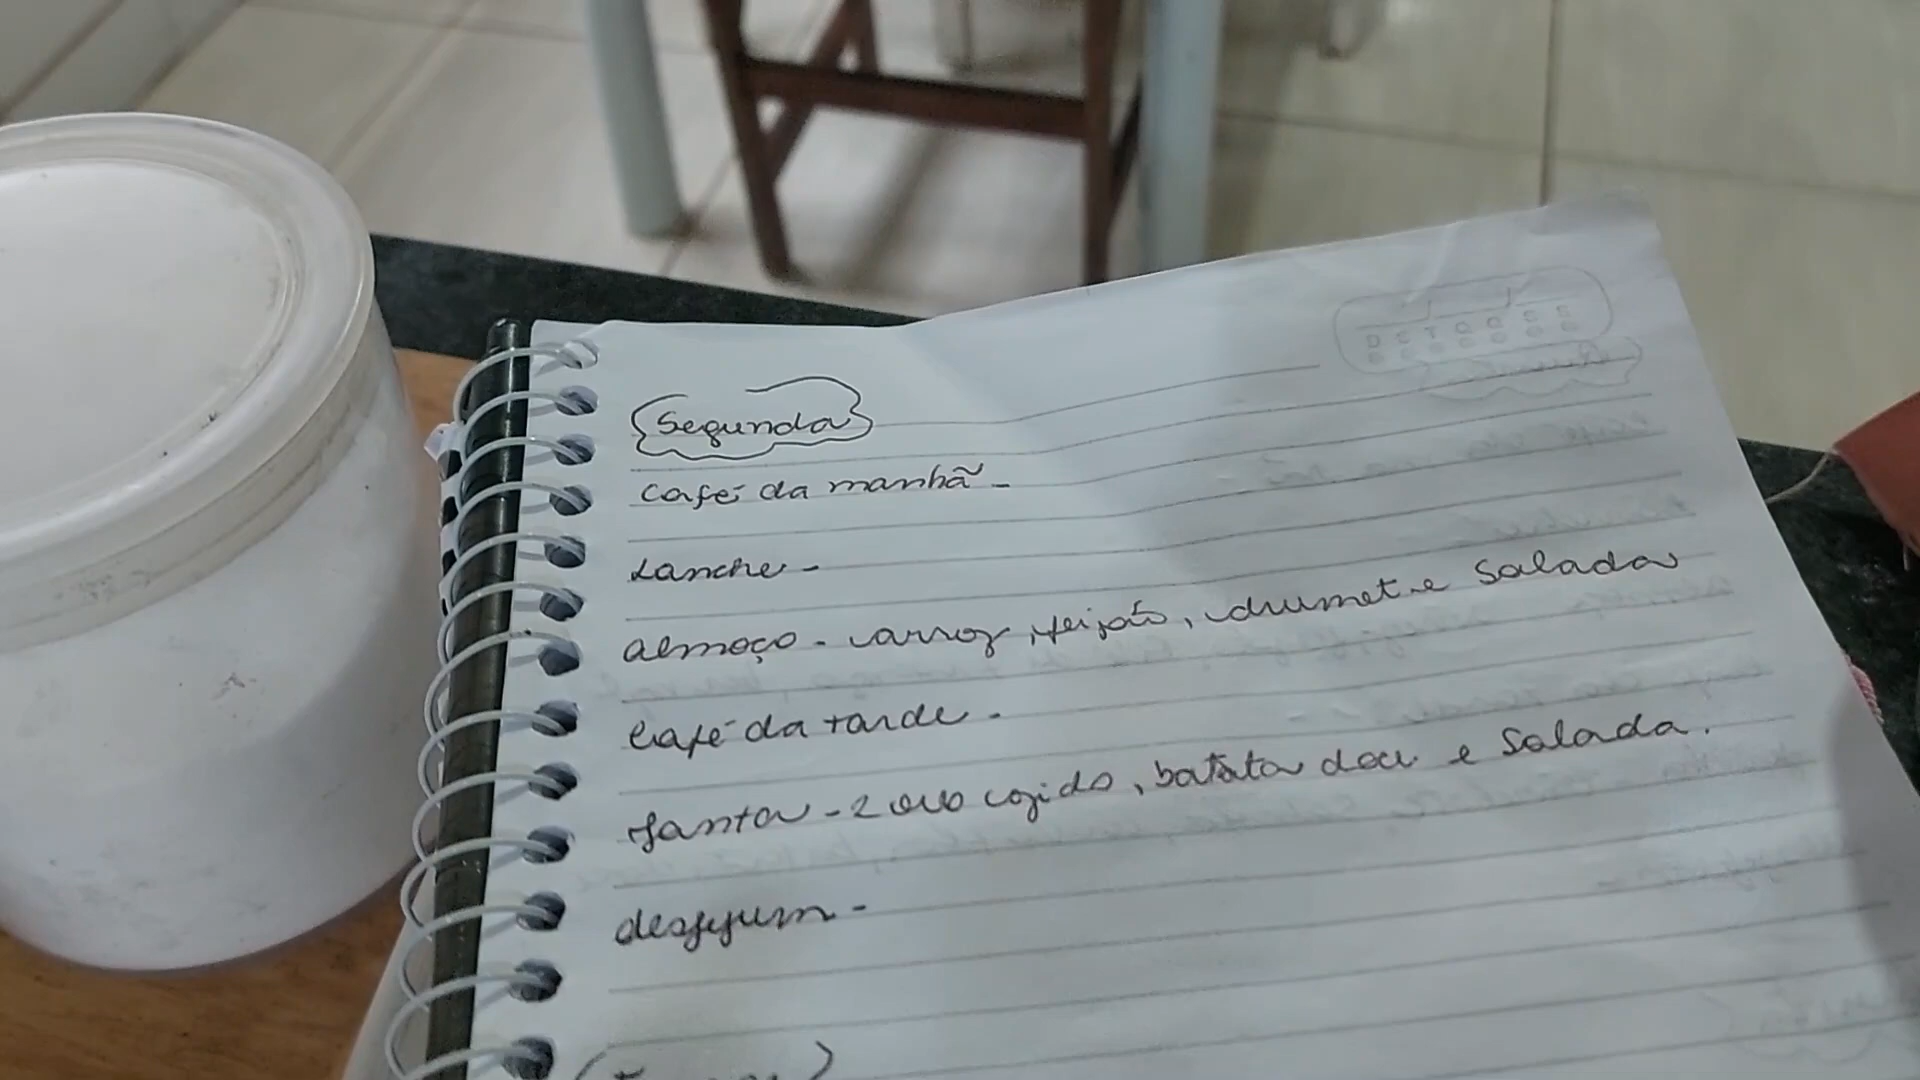 Segunda
café da manhã -
Lanche -
almoço - arroz, feijão, drumet e salada
café da tarde -
Janta - 2 ovo cozido, batata doce e salada.
desjejum -